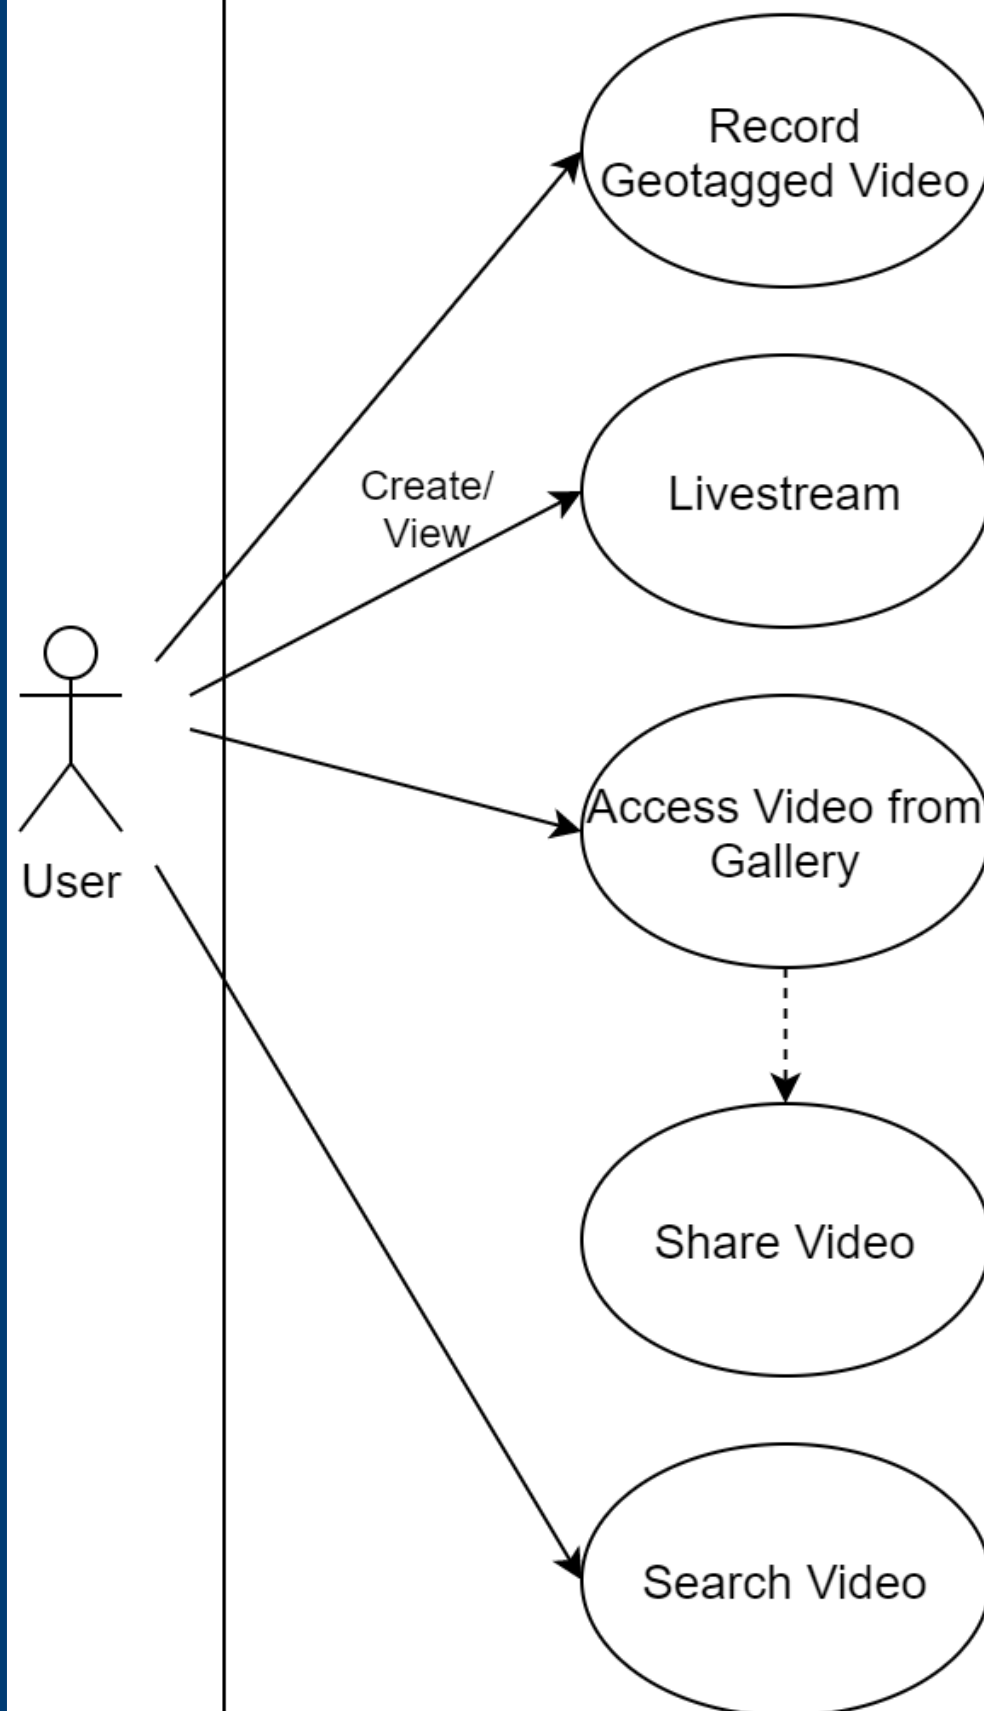 Record
Geotagged Video
Create/
View
Livestream
User
Access Video from
Gallery
Share Video
Search Video